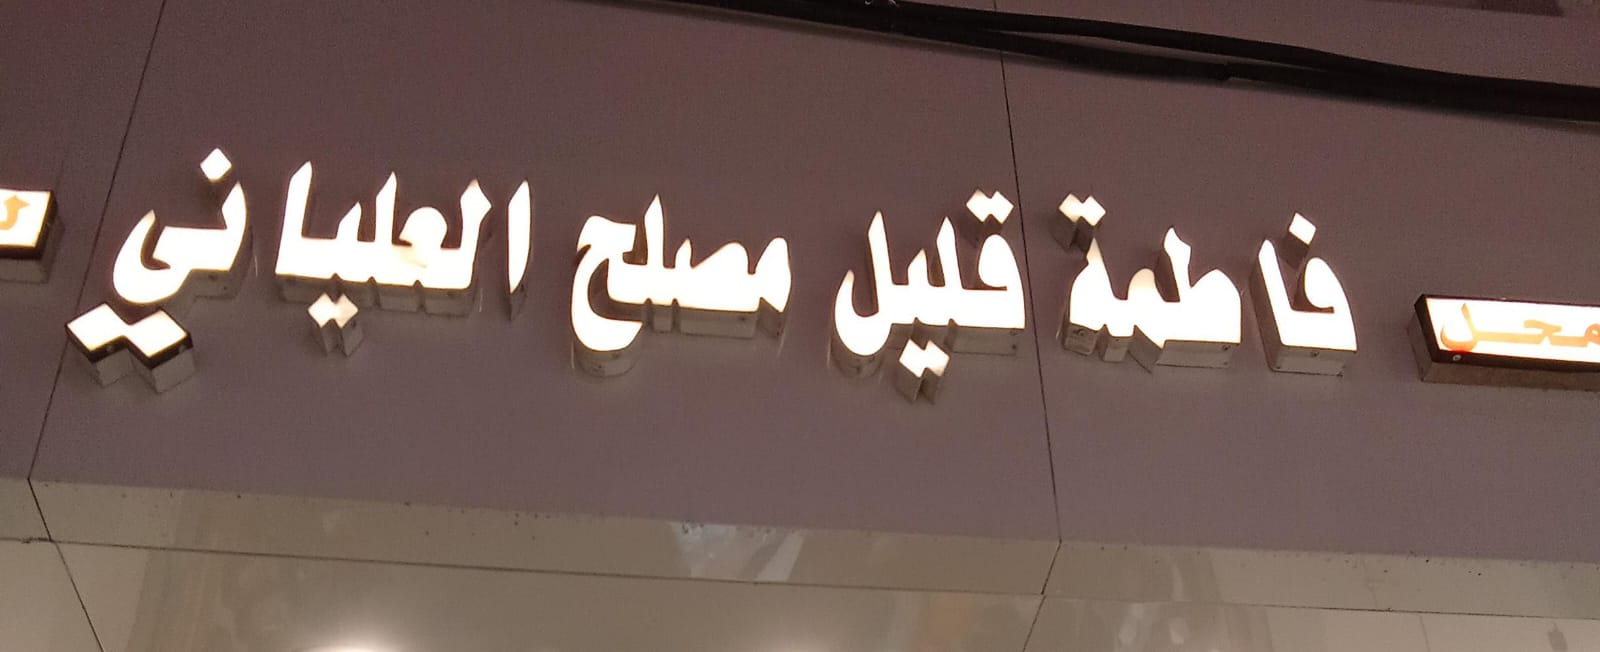 محل فاطمة قليل مصلح العلياني